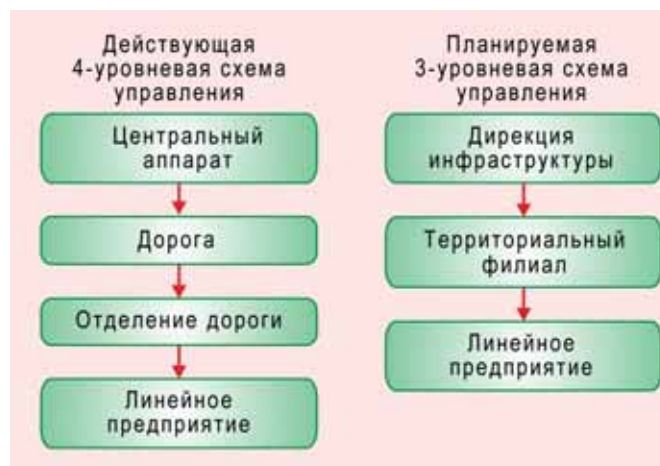 Действующая
4-уровневая схема
управления
Центральный
аппарат
Дорога
Отделение дороги
Линейное
предприятие
Планируемая
3-уровневая схема
управления
Дирекция
инфраструктуры
Территориальный
филиал
Линейное
предприятие